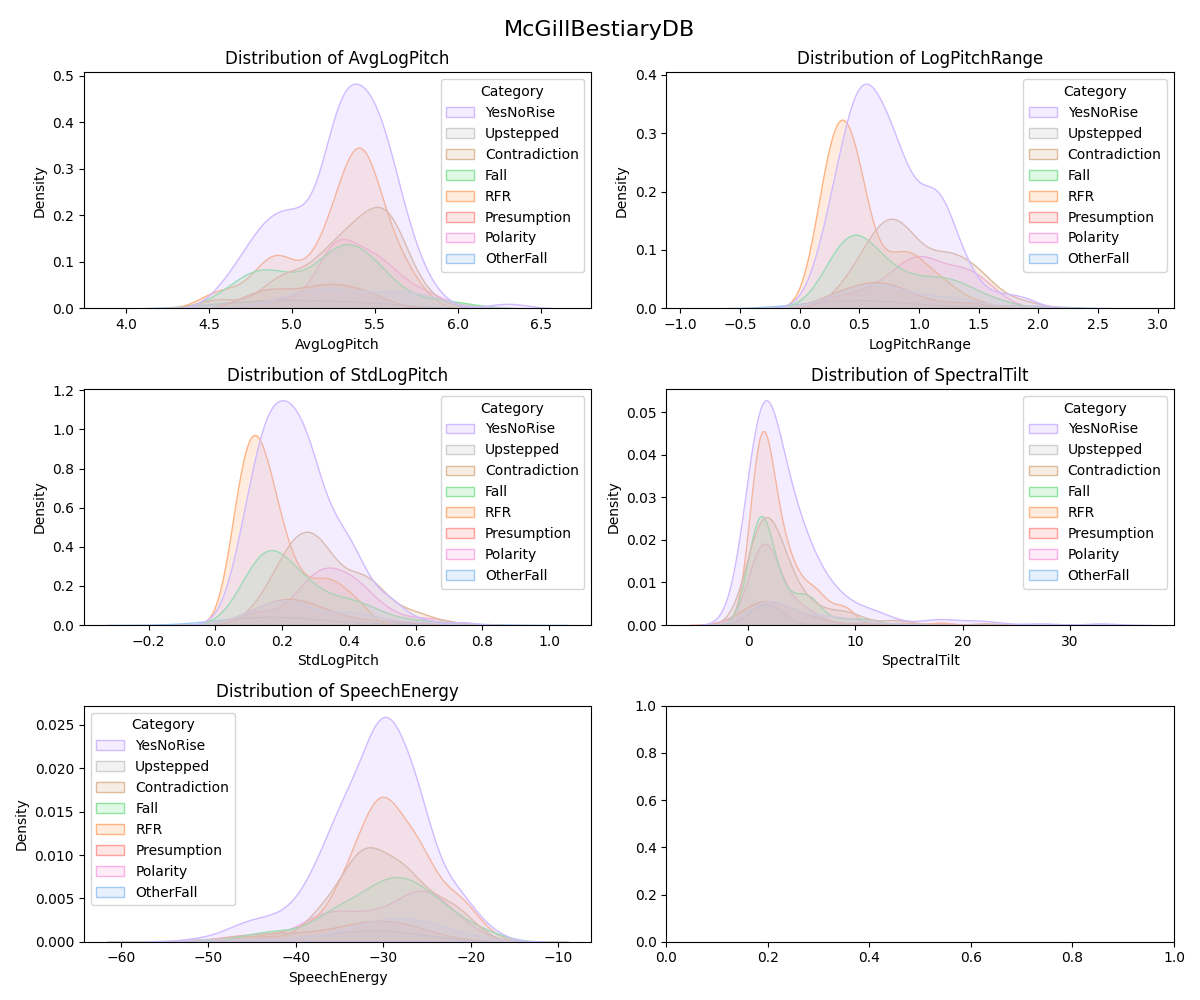 McGillBestiaryDB
Distribution of AvgLogPitch
0.5
0.4
0.3
0.2
0.1
0.0
Density
4.0 4.5 5.0 5.5 6.0 6.5
AvgLogPitch
Category
YesNoRise
Upstepped
Contradiction
Fall
RFR
Presumption
Polarity
OtherFall
Distribution of LogPitchRange
0.4
0.3
0.2
0.1
0.0
Density
−1.0 −0.5 0.0 0.5 1.0 1.5 2.0 2.5 3.0
LogPitchRange
Category
YesNoRise
Upstepped
Contradiction
Fall
RFR
Presumption
Polarity
OtherFall
Distribution of StdLogPitch
1.2
1.0
0.8
0.6
0.4
0.2
0.0
Density
−0.2 0.0 0.2 0.4 0.6 0.8 1.0
StdLogPitch
Category
YesNoRise
Upstepped
Contradiction
Fall
RFR
Presumption
Polarity
OtherFall
Distribution of SpectralTilt
0.05
0.04
0.03
0.02
0.01
0.00
Density
0 10 20 30
SpectralTilt
Category
YesNoRise
Upstepped
Contradiction
Fall
RFR
Presumption
Polarity
OtherFall
Distribution of SpeechEnergy
0.025
0.020
0.015
0.010
0.005
0.000
Density
−60 −50 −40 −30 −20 −10
SpeechEnergy
Category
YesNoRise
Upstepped
Contradiction
Fall
RFR
Presumption
Polarity
OtherFall
1.0
0.8
0.6
0.4
0.2
0.0
0.0 0.2 0.4 0.6 0.8 1.0